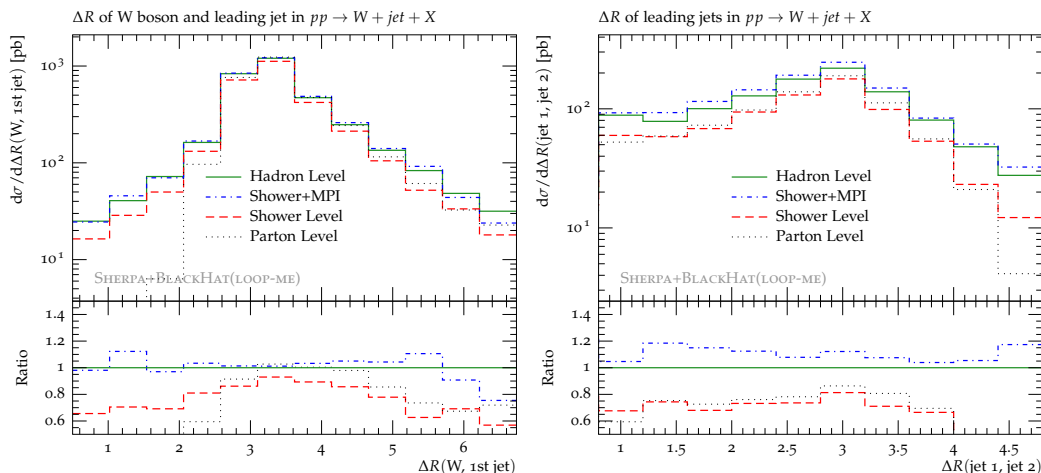 ΔR of W boson and leading jet in pp → W + jet + X
dσ/dΔR(W, 1st jet) [pb]
10³
10²
10¹
Hadron Level
Shower+MPI
Shower Level
Parton Level
SHERPA+BLACKHAT(LOOP-ME)
Ratio
1.4
1.2
1
0.8
0.6
1 2 3 4 5 6
ΔR(W, 1st jet)
ΔR of leading jets in pp → W + jet + X
dσ/dΔR(jet 1, jet 2) [pb]
10²
10¹
Hadron Level
Shower+MPI
Shower Level
Parton Level
SHERPA+BLACKHAT(LOOP-ME)
Ratio
1.4
1.2
1
0.8
0.6
1 1.5 2 2.5 3 3.5 4 4.5
ΔR(jet 1, jet 2)